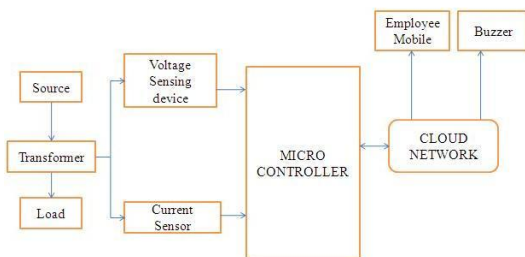 Source
Transformer
Load
Voltage
Sensing
device
Current
Sensor
MICRO
CONTROLLER
Employee
Mobile
Buzzer
CLOUD
NETWORK